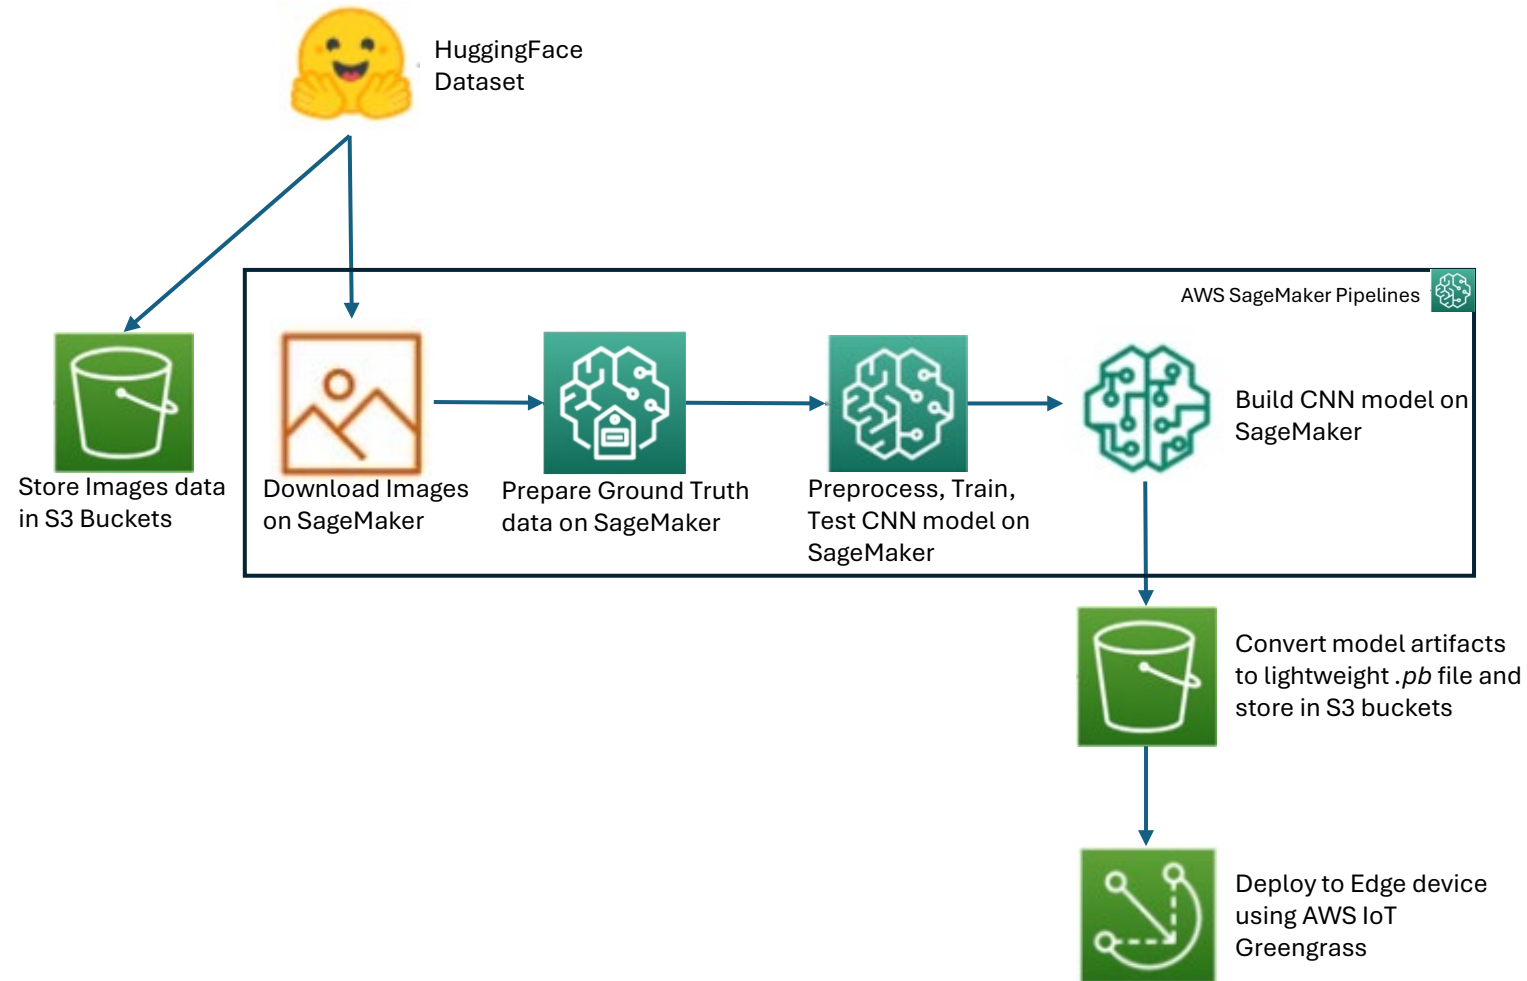 HuggingFace
Dataset
AWS SageMaker Pipelines
Store Images data
in S3 Buckets
Download Images
on SageMaker
Prepare Ground Truth
data on SageMaker
Preprocess, Train,
Test CNN model on
SageMaker
Build CNN model on
SageMaker
Convert model artifacts
to lightweight .pb file and
store in S3 buckets
Deploy to Edge device
using AWS IoT
Greengrass